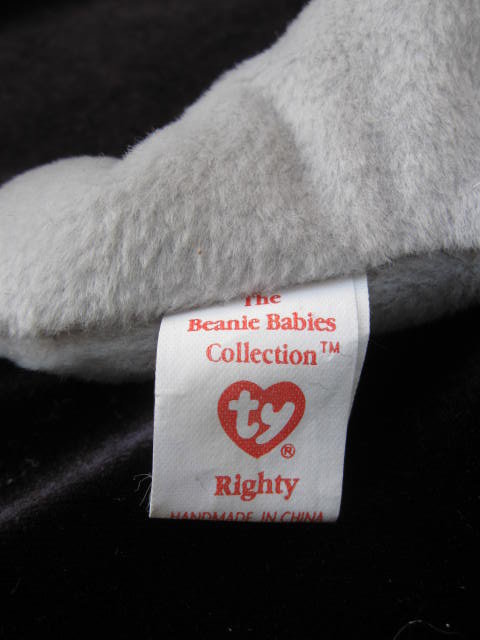 The
Beanie Babies
Collection™
ty®
Righty
HANDMADE IN CHINA